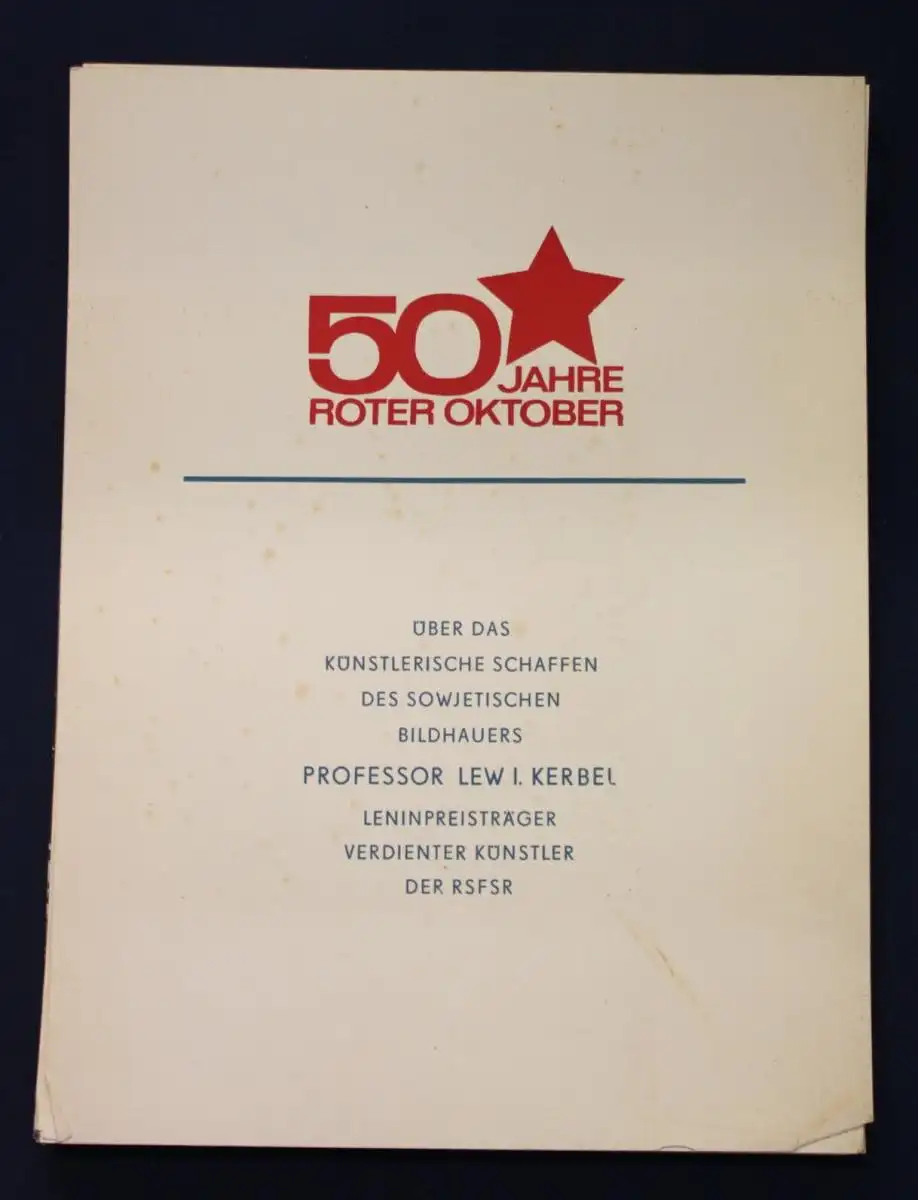 50 JAHRE
ROTER OKTOBER
ÜBER DAS
KÜNSTLERISCHE SCHAFFEN
DES SOWJETISCHEN
BILDHAUERS
PROFESSOR LEW I. KERBEL
LENINPREISTRÄGER
VERDIENTER KÜNSTLER
DER RSFSR